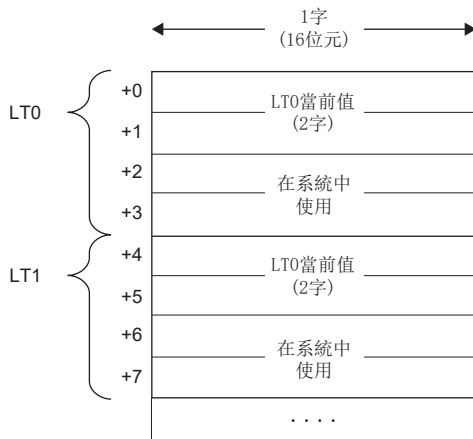 1字
(16位元)
LT0
+0
LT0當前值
(2字)
+1
+2
在系統中
使用
+3
LT1
+4
LT0當前值
(2字)
+5
+6
在系統中
使用
+7
....